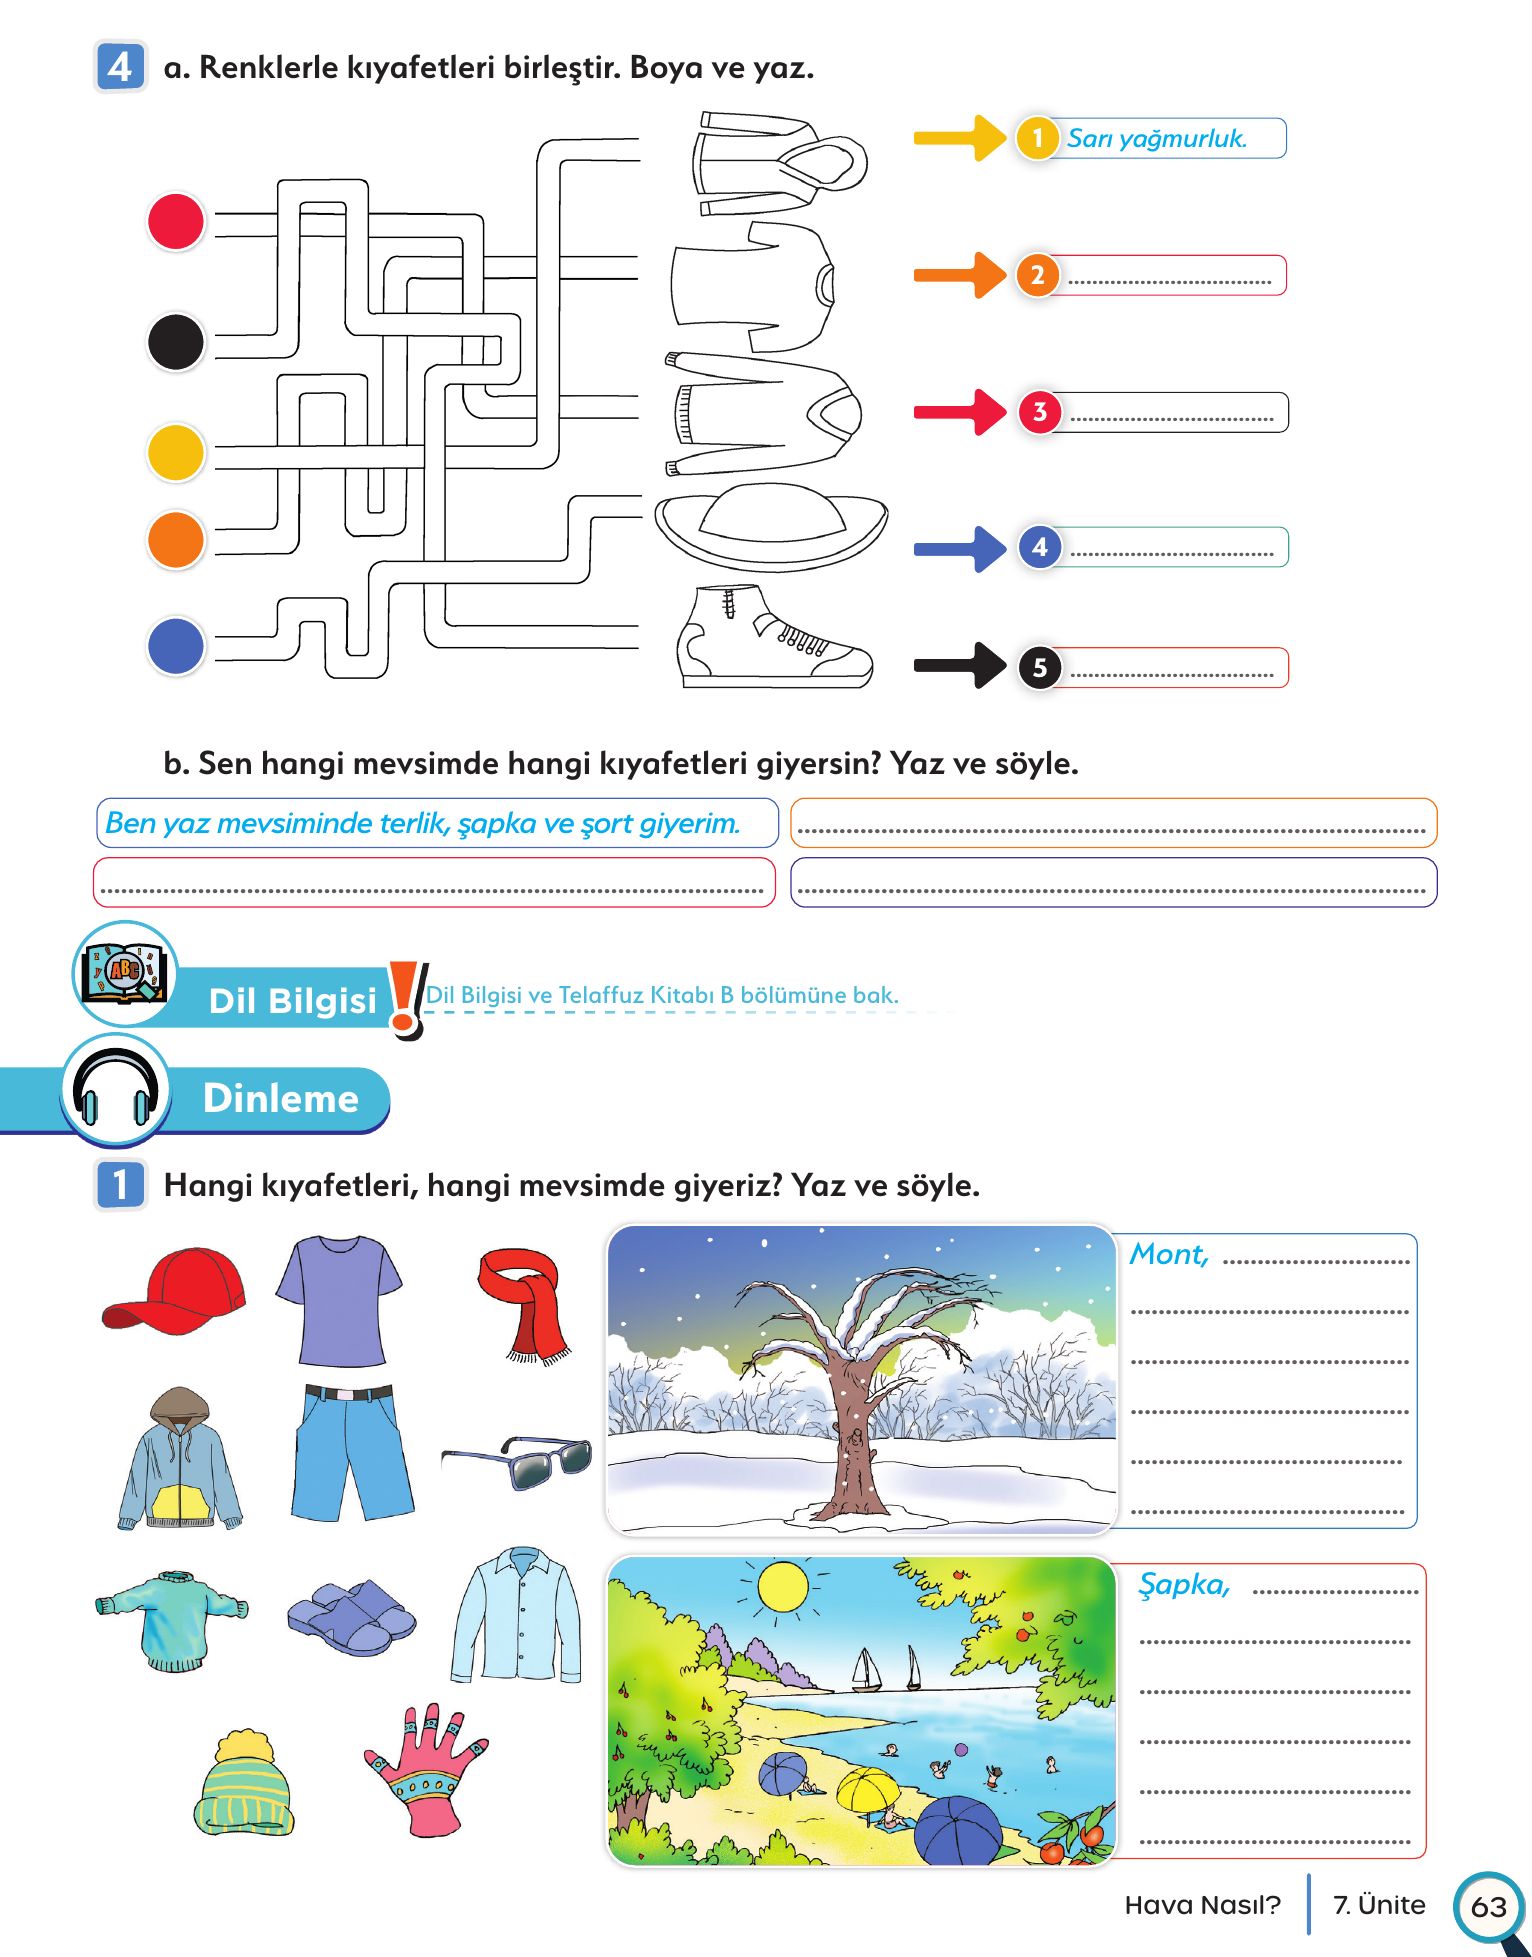 4 a. Renklerle kıyafetleri birleştir. Boya ve yaz.
1 Sarı yağmurluk.
2 ..................................
3 ..................................
4 ..................................
5 ..................................
b. Sen hangi mevsimde hangi kıyafetleri giyersin? Yaz ve söyle.
Ben yaz mevsiminde terlik, şapka ve şort giyerim.
ABC
Dil Bilgisi
Dil Bilgisi ve Telaffuz Kitabı B bölümüne bak.
Dinleme
1 Hangi kıyafetleri, hangi mevsimde giyeriz? Yaz ve söyle.
Mont, ............................
Şapka, .........................
Hava Nasıl? 7. Ünite 63